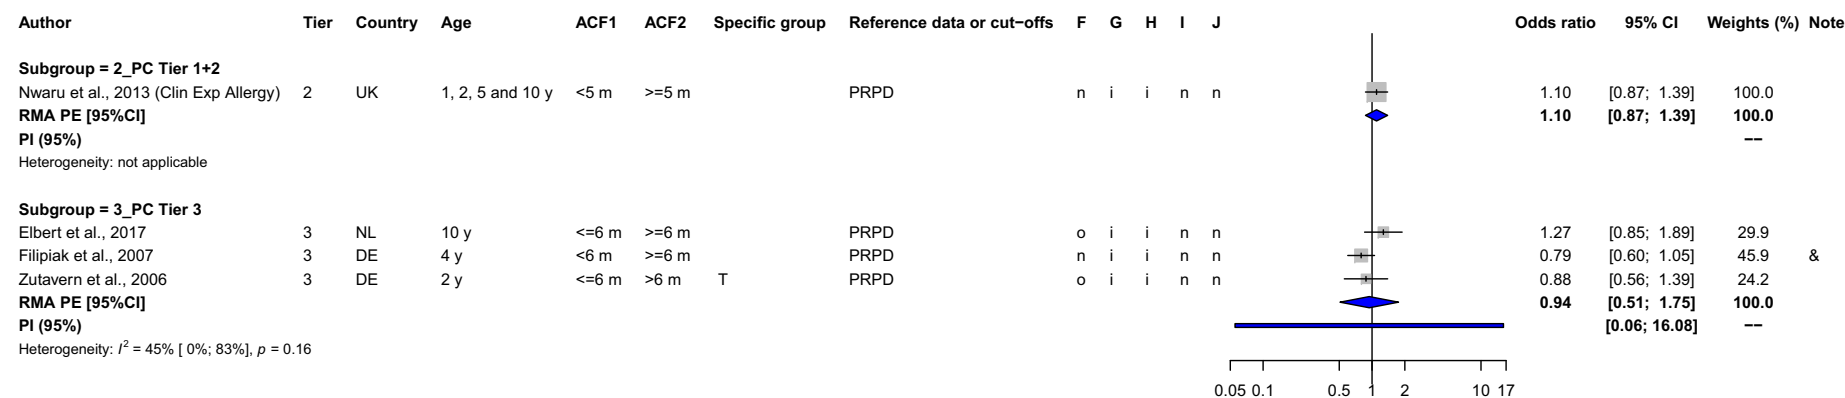 Author Tier Country Age ACF1 ACF2 Specific group Reference data or cut−offs F G H I J Odds ratio 95% CI Weights (%) Note
Subgroup = 2_PC Tier 1+2
Nwaru et al., 2013 (Clin Exp Allergy) 2 UK 1, 2, 5 and 10 y <5 m >=5 m PRPD n i i n n 1.10 [0.87; 1.39] 100.0
RMA PE [95%CI] 1.10 [0.87; 1.39] 100.0
PI (95%) −−
Heterogeneity: not applicable
Subgroup = 3_PC Tier 3
Elbert et al., 2017 3 NL 10 y <=6 m >=6 m PRPD o i i n n 1.27 [0.85; 1.89] 29.9
Filipiak et al., 2007 3 DE 4 y <6 m >=6 m PRPD n i i n n 0.79 [0.60; 1.05] 45.9 &
Zutavern et al., 2006 3 DE 2 y <=6 m >6 m T PRPD o i i n n 0.88 [0.56; 1.39] 24.2
RMA PE [95%CI] 0.94 [0.51; 1.75] 100.0
PI (95%) [0.06; 16.08] −−
Heterogeneity: I² = 45% [ 0%; 83%], p = 0.16
0.05 0.1 0.5 1 2 10 17